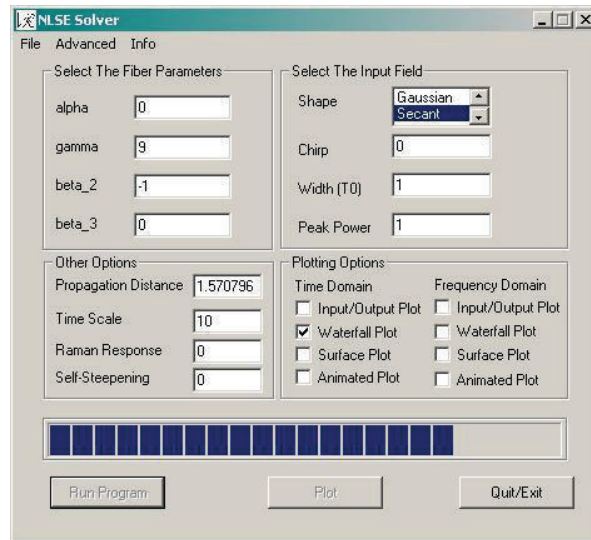 NLSE Solver
File Advanced Info
Select The Fiber Parameters
alpha 0
gamma 9
beta_2 -1
beta_3 0
Select The Input Field
Shape Gaussian
Secant
Chirp 0
Width (T0) 1
Peak Power 1
Other Options
Propagation Distance 1.570796
Time Scale 10
Raman Response 0
Self-Steepening 0
Plotting Options
Time Domain Frequency Domain
Input/Output Plot Input/Output Plot
Waterfall Plot Waterfall Plot
Surface Plot Surface Plot
Animated Plot Animated Plot
Run Program Plot Quit/Exit